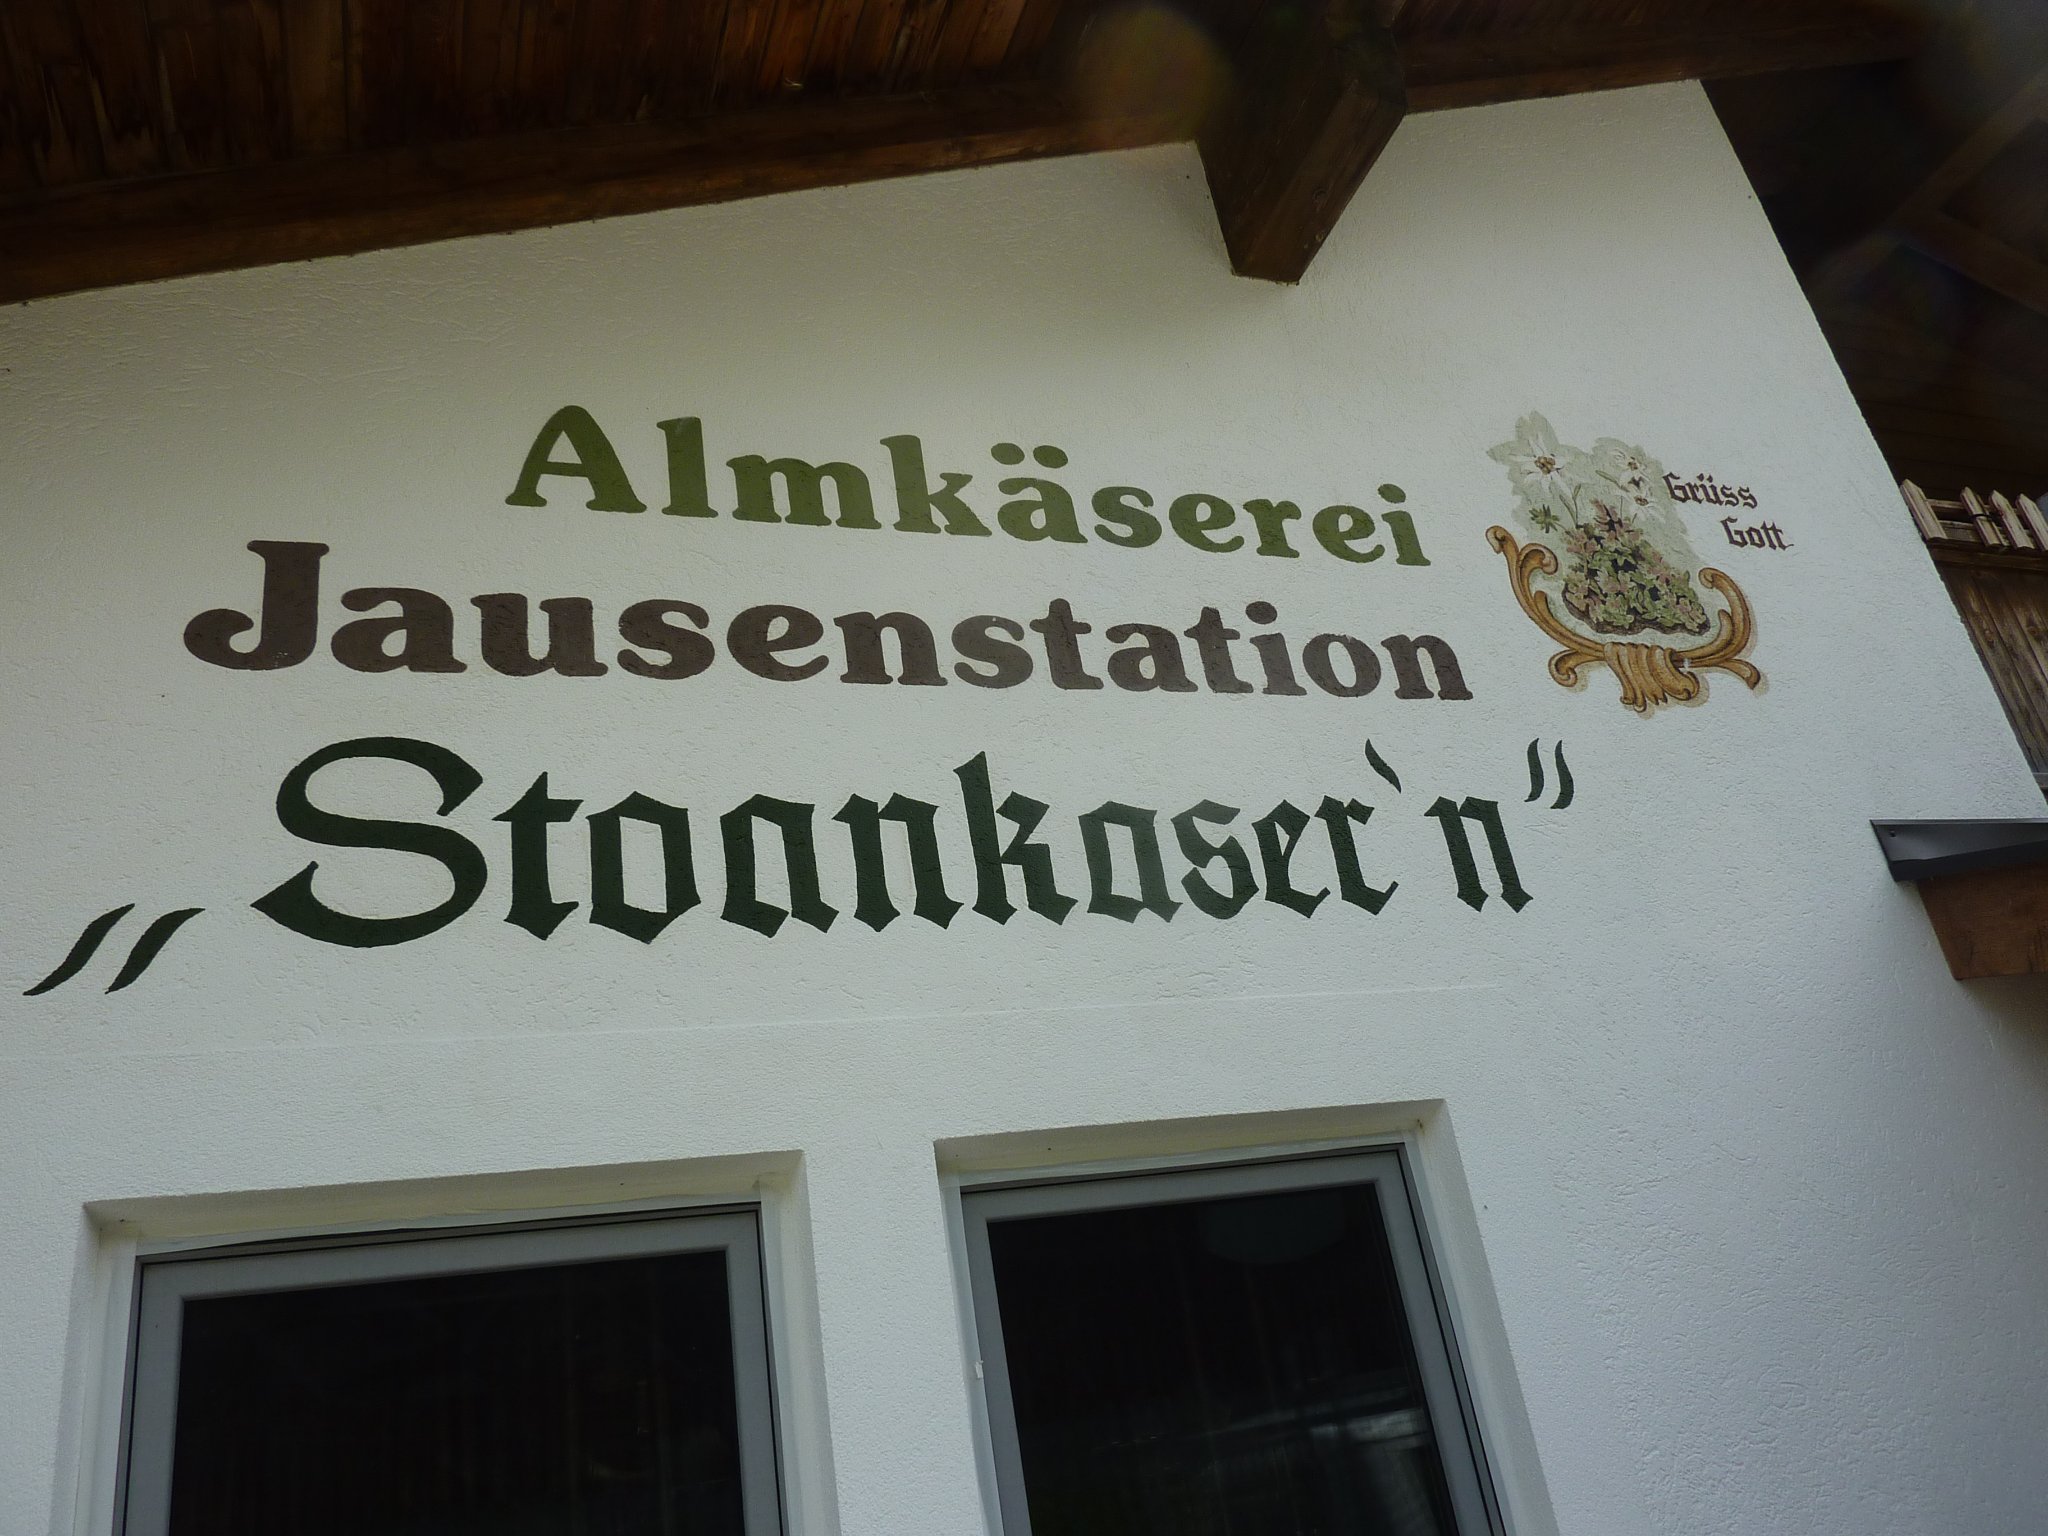 Almkäserei
Jausenstation
„Stoankaser`n”
Grüss
Gott